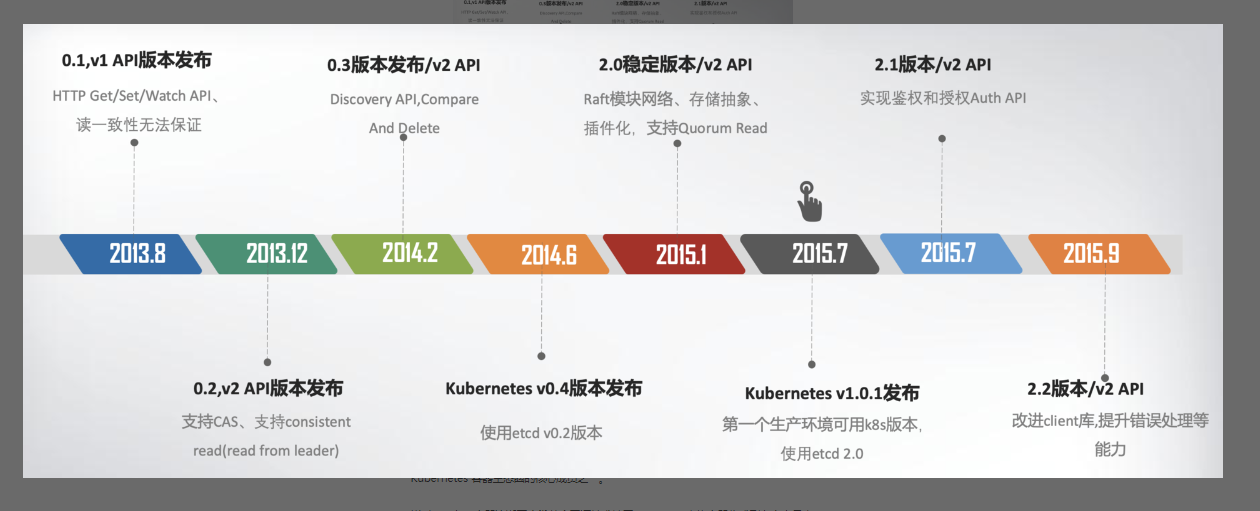 0.1,v1 API版本发布
HTTP Get/Set/Watch API、
读一致性无法保证
0.3版本发布/v2 API
Discovery API,Compare
And Delete
2.0稳定版本/v2 API
Raft模块网络、存储抽象、
插件化，支持Quorum Read
2.1版本/v2 API
实现鉴权和授权Auth API
2013.8
2013.12
2014.2
2014.6
2015.1
2015.7
2015.7
2015.9
0.2,v2 API版本发布
支持CAS、支持consistent
read(read from leader)
Kubernetes v0.4版本发布
使用etcd v0.2版本
Kubernetes v1.0.1发布
第一个生产环境可用k8s版本，
使用etcd 2.0
2.2版本/v2 API
改进client库,提升错误处理等
能力